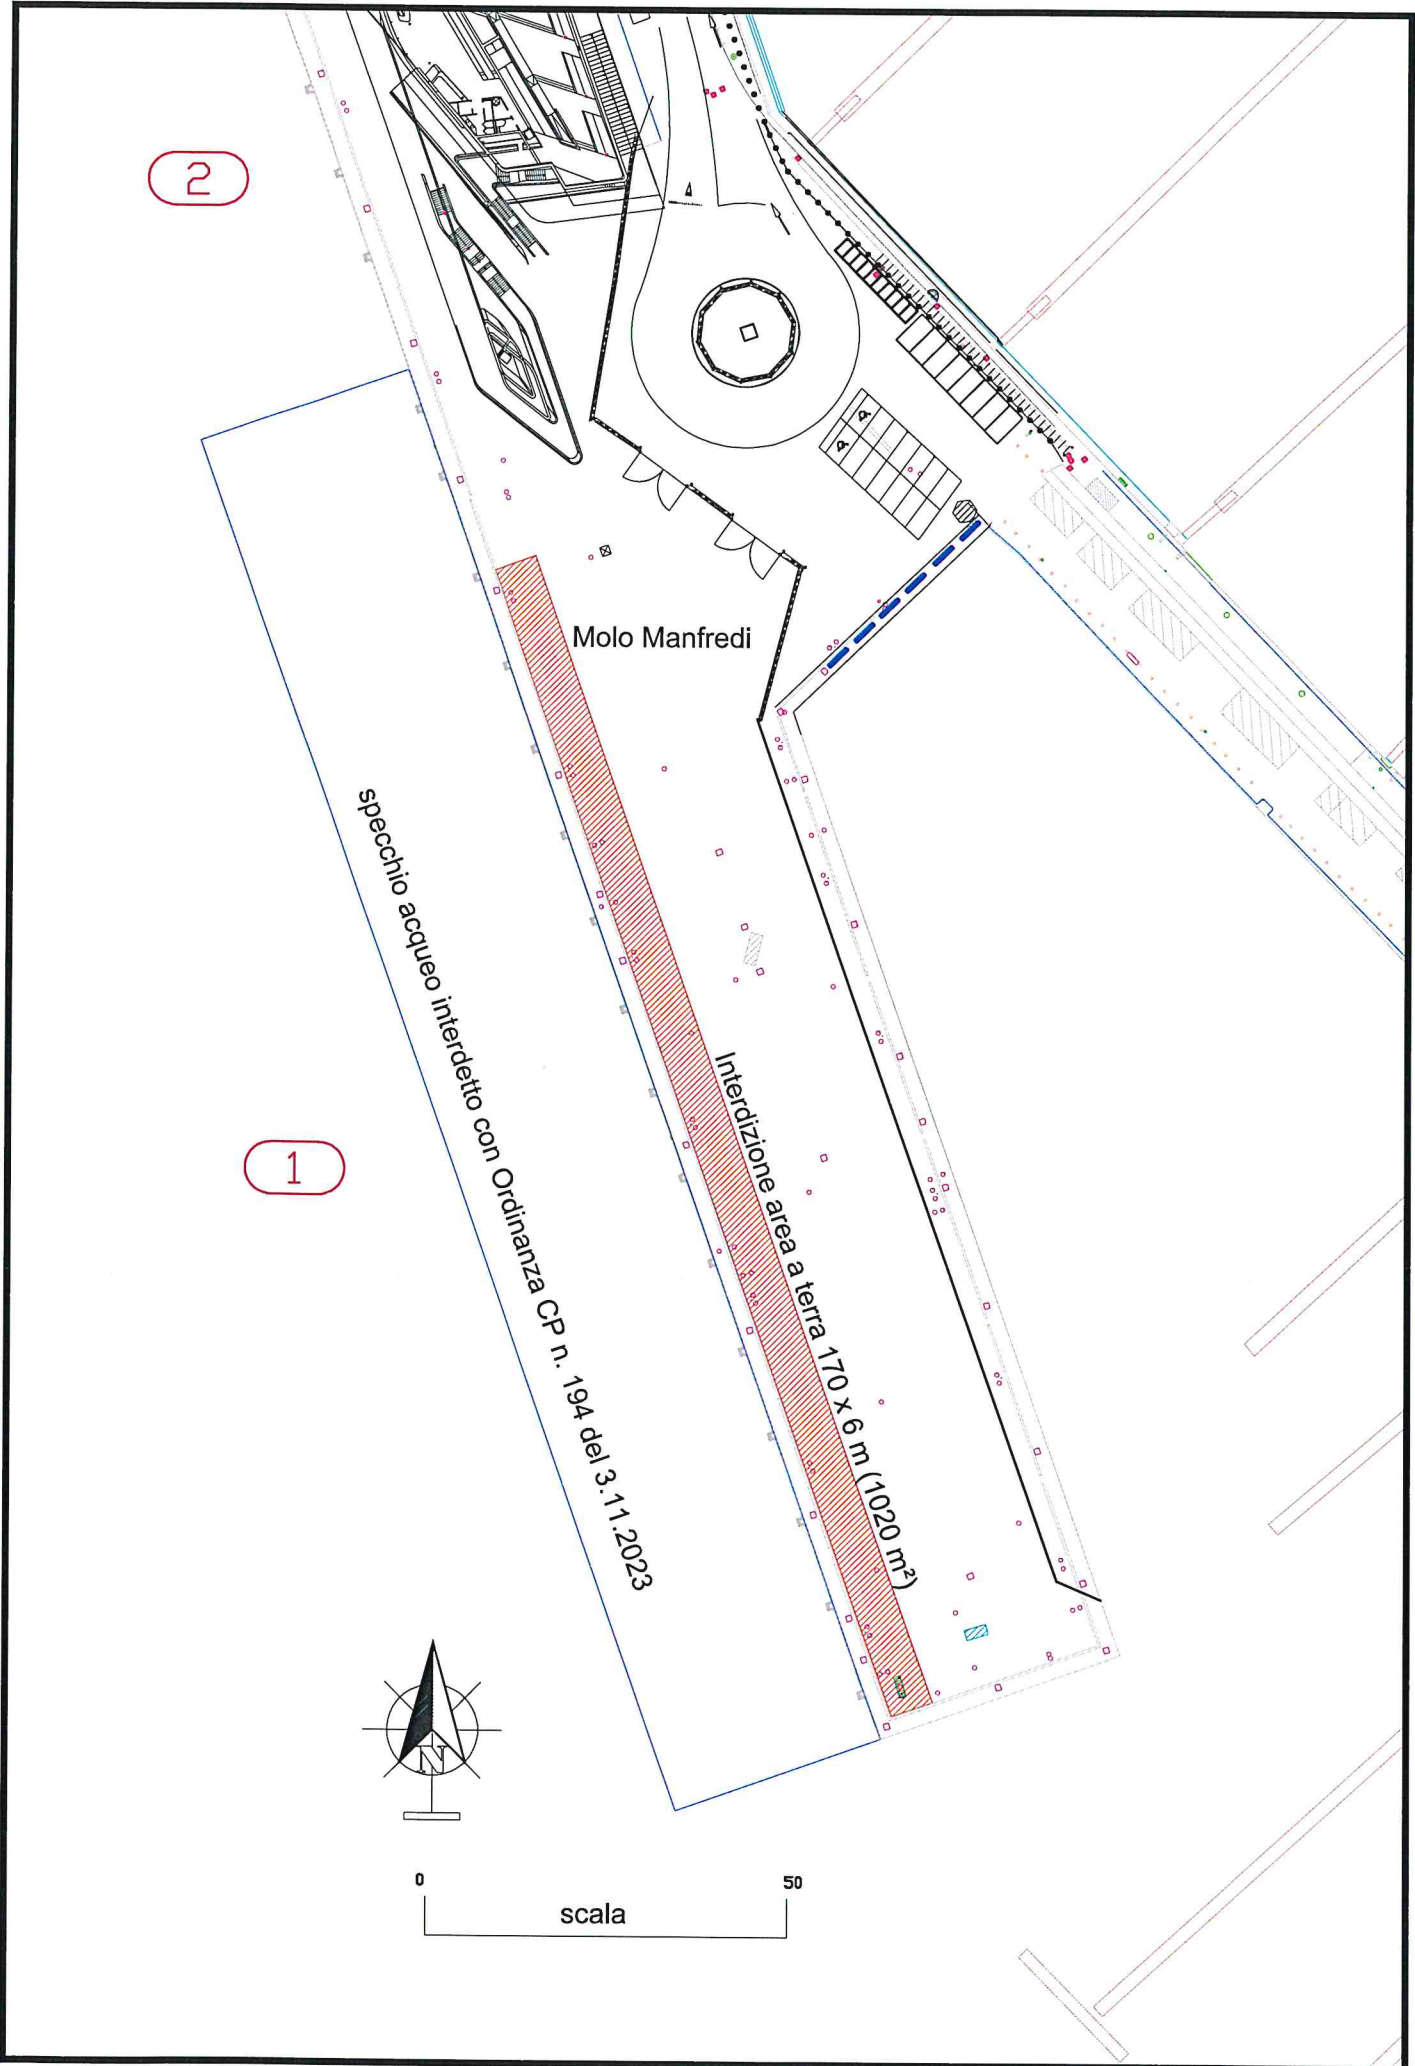 2
Molo Manfredi
specchio acqueo interdetto con Ordinanza CP n. 194 del 3.11.2023
Interdizione area a terra 170 x 6 m (1020 m²)
1
N
0
50
scala